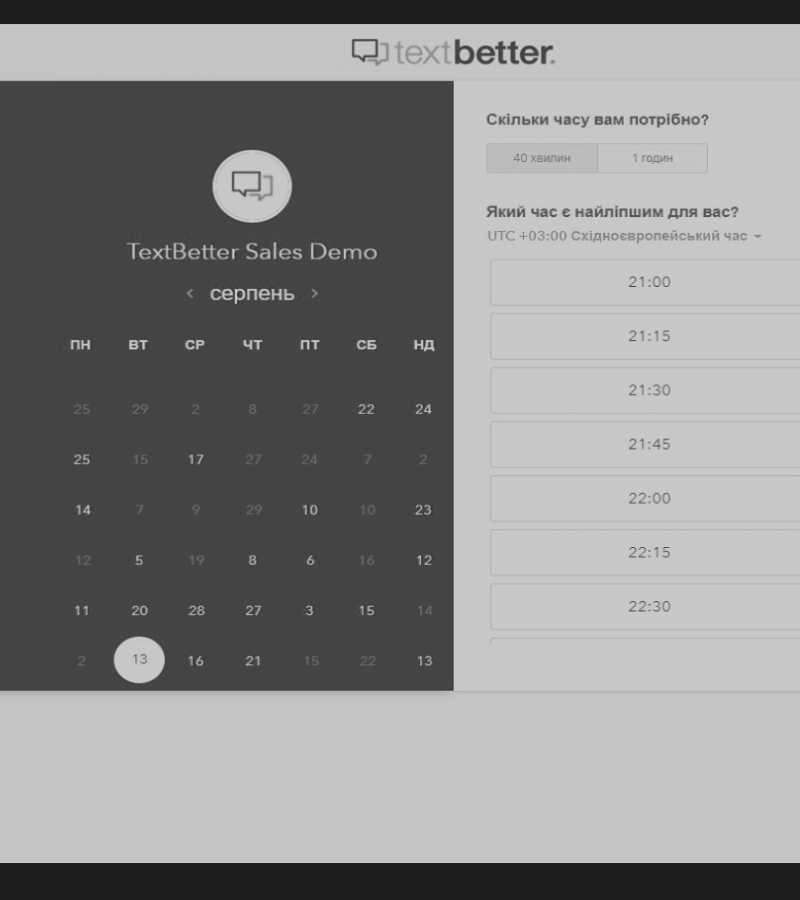 textbetter.
TextBetter Sales Demo
< серпень >
ПН ВТ СР ЧТ ПТ СБ НД
25 29 2 8 27 22 24
25 15 17 27 24 7 2
14 7 9 29 10 10 23
12 5 19 8 6 16 12
11 20 28 27 3 15 14
2 13 16 21 15 22 13
Скільки часу вам потрібно?
40 хвилин 1 годин
Який час є найліпшим для вас?
UTC +03:00 Східноєвропейський час
21:00
21:15
21:30
21:45
22:00
22:15
22:30